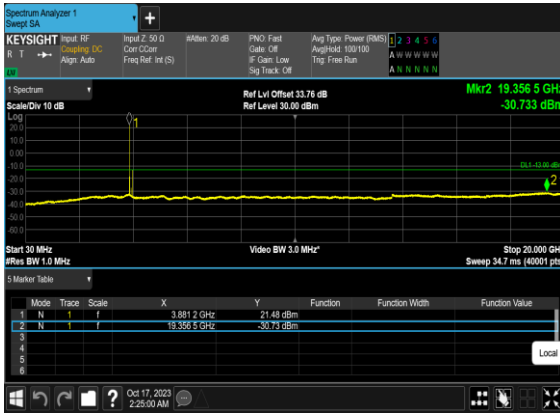 Spectrum Analyzer 1
Swept SA
+
KEYSIGHT Input: RF Input Z: 50 Ω #Atten: 20 dB PNO: Fast Avg Type: Power (RMS) 1 2 3 4 5 6
R T Coupling: DC Corr CCorr Gate: Off Avg|Hold: 100/100 A W W W W W
Align: Auto Freq Ref: Int (S) IF Gain: Low Trig: Free Run
Sig Track: Off A N N N N N
1 Spectrum Ref Lvl Offset 33.76 dB Mkr2 19.356 5 GHz
Scale/Div 10 dB Ref Level 30.00 dBm -30.733 dBm
Log
20.0
10.0
0.00
-10.0
-20.0
-30.0
-40.0
-50.0
-60.0
1
DL1 -13.00 dBm
2
Start 30 MHz Video BW 3.0 MHz* Stop 20.000 GHz
#Res BW 1.0 MHz Sweep 34.7 ms (40001 pts)
5 Marker Table
Mode Trace Scale X Y Function Function Width Function Value
1 N 1 f 3.881 2 GHz 21.48 dBm
2 N 1 f 19.356 5 GHz -30.73 dBm
3
4
5
6
Local
? Oct 17, 2023
2:25:00 AM